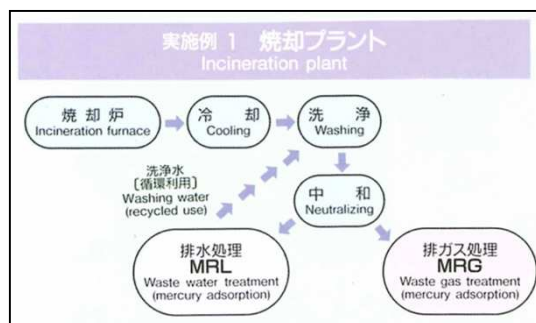 実施例 1 焼却プラント
Incineration plant
焼 却 炉
Incineration furnace
冷 却
Cooling
洗 浄
Washing
洗浄水
〔循環利用〕
Washing water
(recycled use)
中 和
Neutralizing
排水処理
MRL
Waste water treatment
(mercury adsorption)
排ガス処理
MRG
Waste gas treatment
(mercury adsorption)